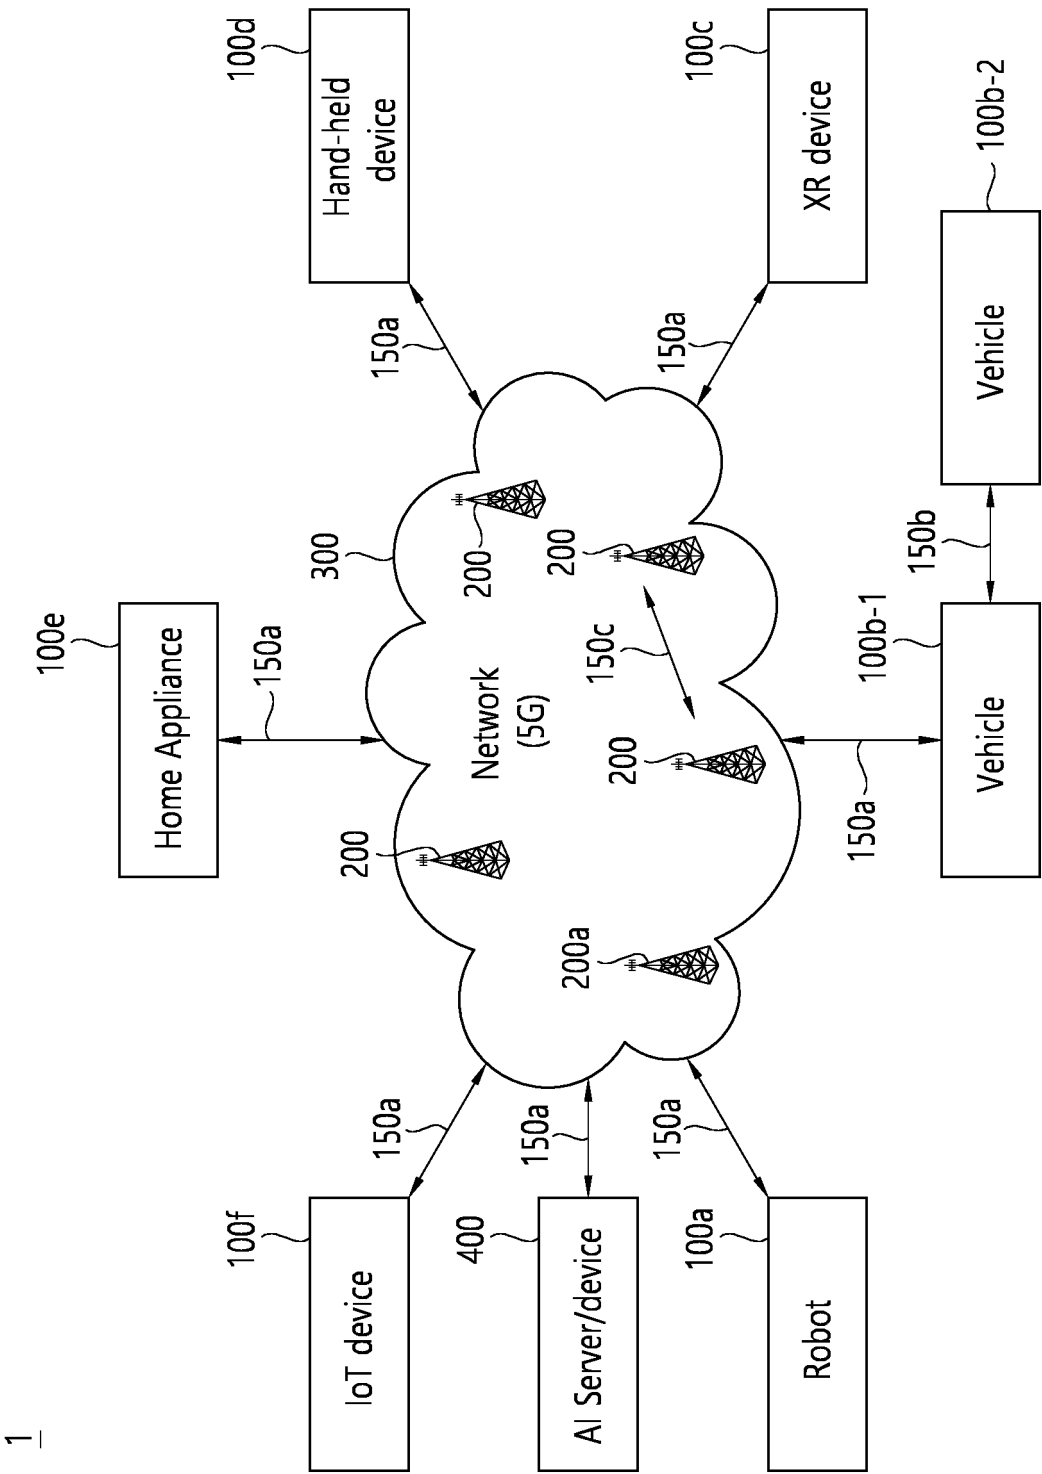 1
100e
Home Appliance
150a
100f
IoT device
150a
300
200
Network
(5G)
200
150a
100d
Hand-held
device
400
AI Server/device
150a
200a
200
150c
200
100a
Robot
150a
150a
100c
XR device
150a
100b-1
Vehicle
150b
100b-2
Vehicle